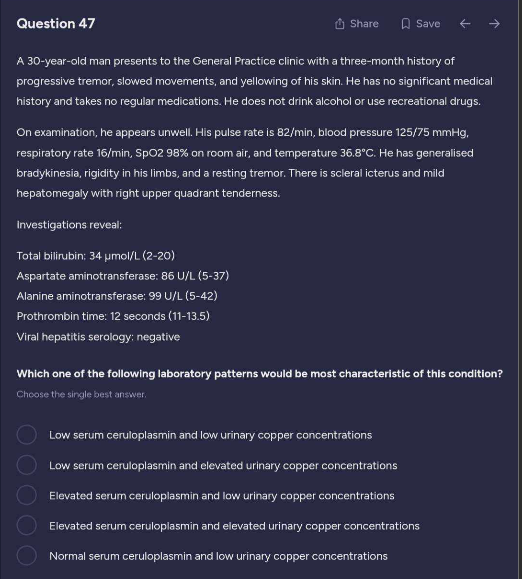 Question 47
Share
Save
A 30-year-old man presents to the General Practice clinic with a three-month history of
progressive tremor, slowed movements, and yellowing of his skin. He has no significant medical
history and takes no regular medications. He does not drink alcohol or use recreational drugs.
On examination, he appears unwell. His pulse rate is 82/min, blood pressure 125/75 mmHg,
respiratory rate 16/min, SpO2 98% on room air, and temperature 36.8°C. He has generalised
bradykinesia, rigidity in his limbs, and a resting tremor. There is scleral icterus and mild
hepatomegaly with right upper quadrant tenderness.
Investigations reveal:
Total bilirubin: 34 µmol/L (2-20)
Aspartate aminotransferase: 86 U/L (5-37)
Alanine aminotransferase: 99 U/L (5-42)
Prothrombin time: 12 seconds (11-13.5)
Viral hepatitis serology: negative
Which one of the following laboratory patterns would be most characteristic of this condition?
Choose the single best answer.
Low serum ceruloplasmin and low urinary copper concentrations
Low serum ceruloplasmin and elevated urinary copper concentrations
Elevated serum ceruloplasmin and low urinary copper concentrations
Elevated serum ceruloplasmin and elevated urinary copper concentrations
Normal serum ceruloplasmin and low urinary copper concentrations